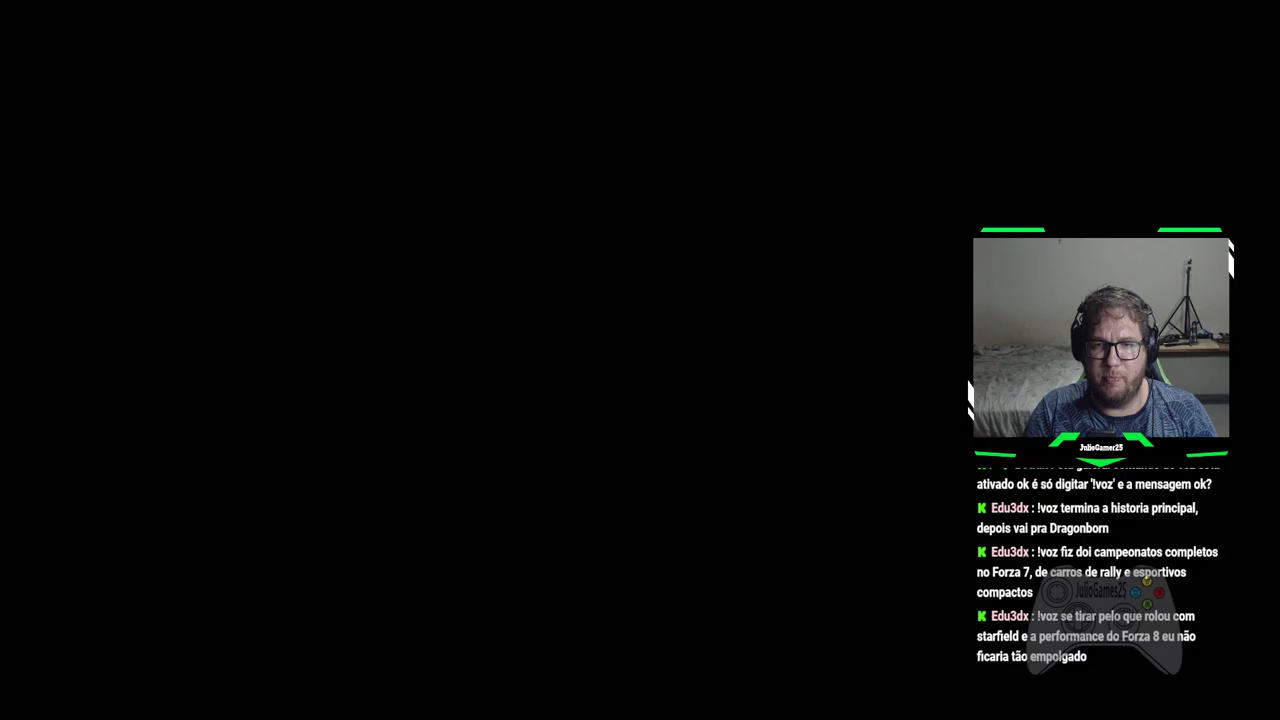 JulioGamer25
ativado ok é só digitar '!voz' e a mensagem ok?
K Edu3dx : !voz termina a historia principal,
depois vai pra Dragonborn
K Edu3dx : !voz fiz doi campeonatos completos
no Forza 7, de carros de rally e esportivos
compactos
JulioGames25
K Edu3dx : !voz se tirar pelo que rolou com
starfield e a performance do Forza 8 eu não
ficaria tão empolgado